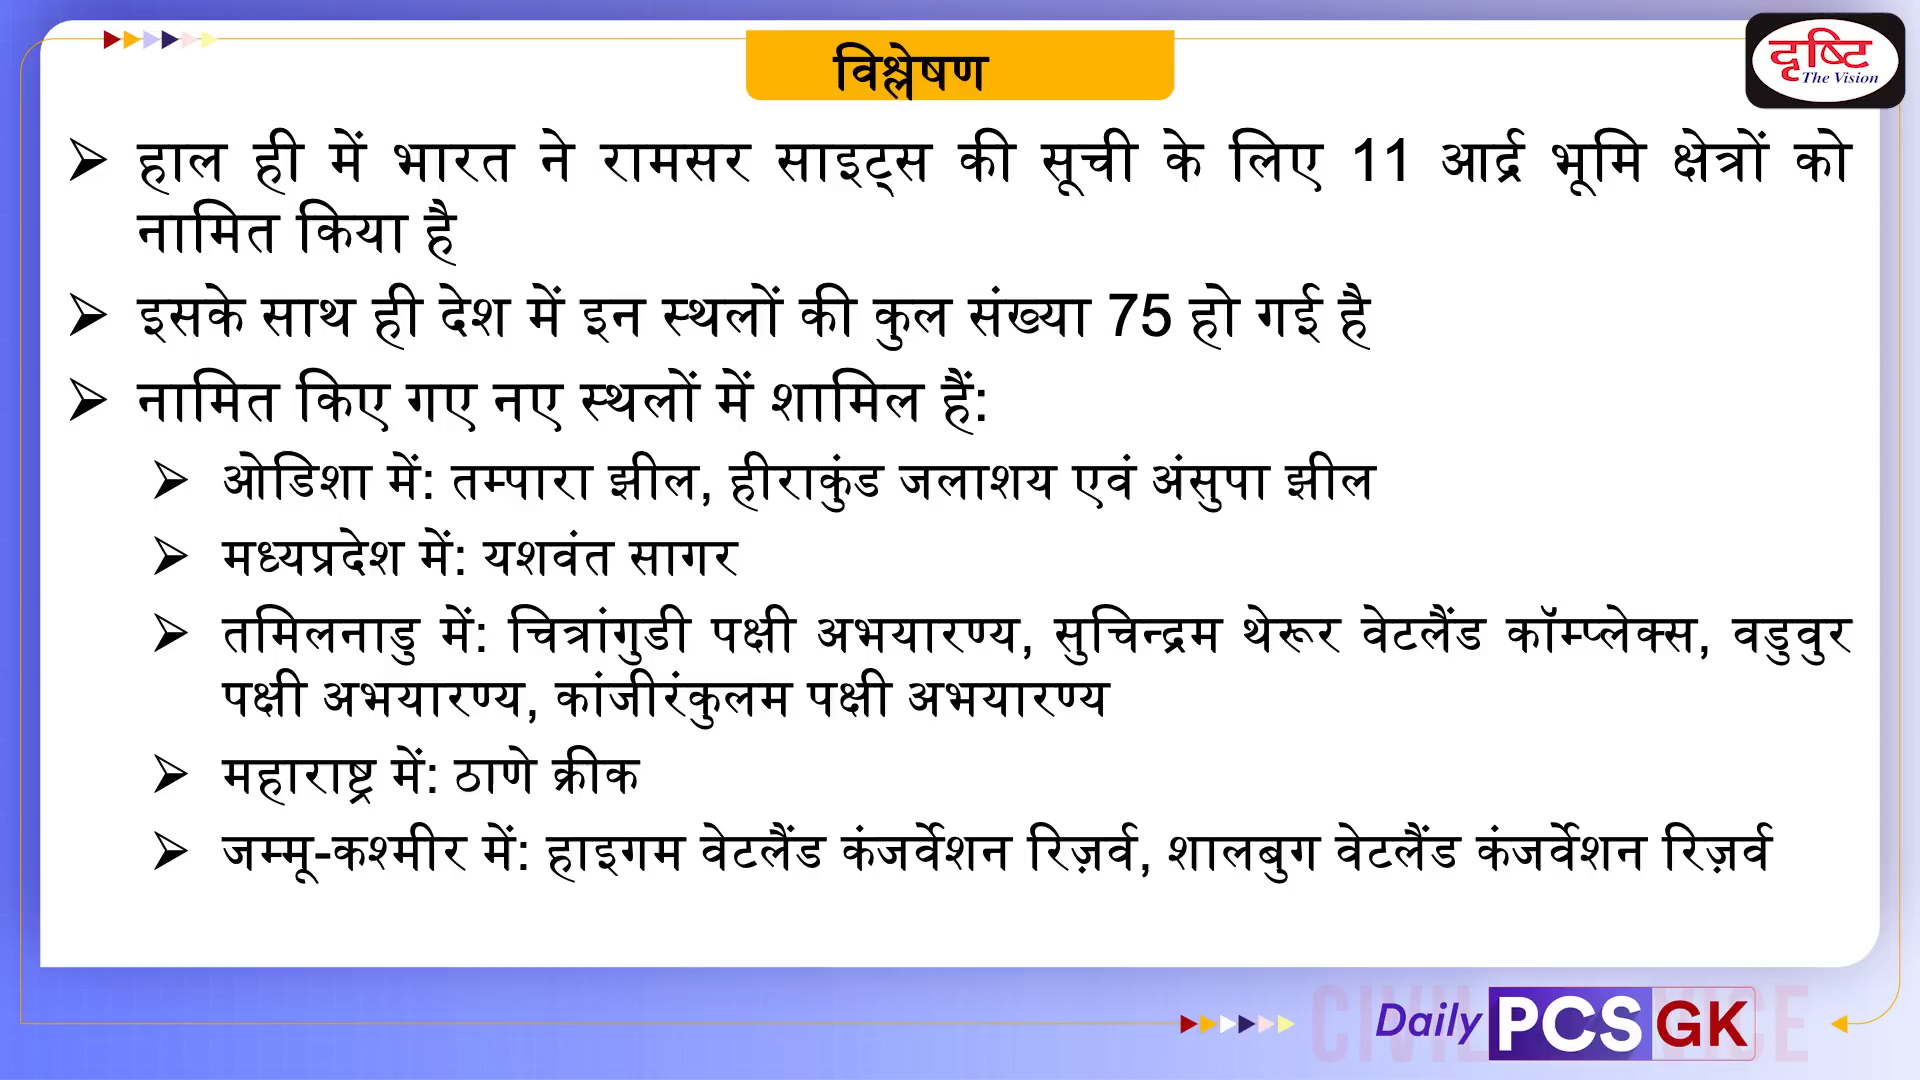 विश्लेषण
दृष्टि
The Vision
हाल ही में भारत ने रामसर साइट्स की सूची के लिए 11 आर्द्र भूमि क्षेत्रों को
नामित किया है
इसके साथ ही देश में इन स्थलों की कुल संख्या 75 हो गई है
नामित किए गए नए स्थलों में शामिल हैं:
ओडिशा में: तम्पारा झील, हीराकुंड जलाशय एवं अंसुपा झील
मध्यप्रदेश में: यशवंत सागर
तमिलनाडु में: चित्रांगुडी पक्षी अभयारण्य, सुचिन्द्रम थेरूर वेटलैंड कॉम्प्लेक्स, वडुवुर
पक्षी अभयारण्य, कांजीरंकुलम पक्षी अभयारण्य
महाराष्ट्र में: ठाणे क्रीक
जम्मू-कश्मीर में: हाइगम वेटलैंड कंजर्वेशन रिज़र्व, शालबुग वेटलैंड कंजर्वेशन रिज़र्व
Daily PCS GK